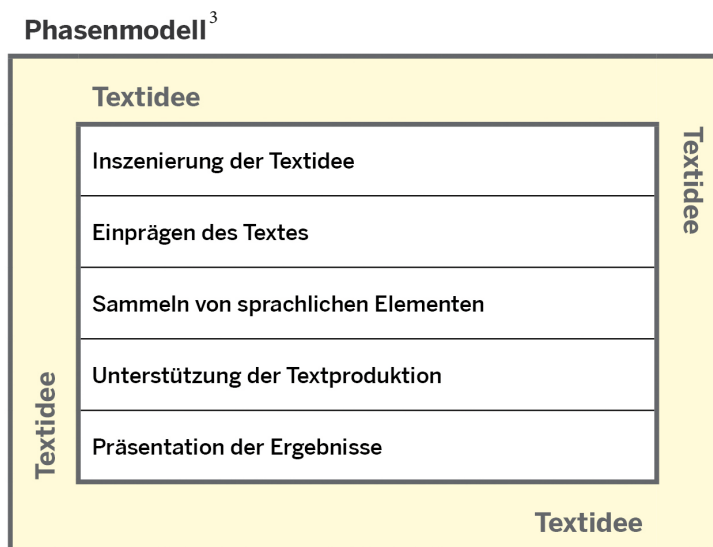 Phasenmodell³
Textidee
Textidee
Inszenierung der Textidee
Einprägen des Textes
Sammeln von sprachlichen Elementen
Unterstützung der Textproduktion
Präsentation der Ergebnisse
Textidee
Textidee